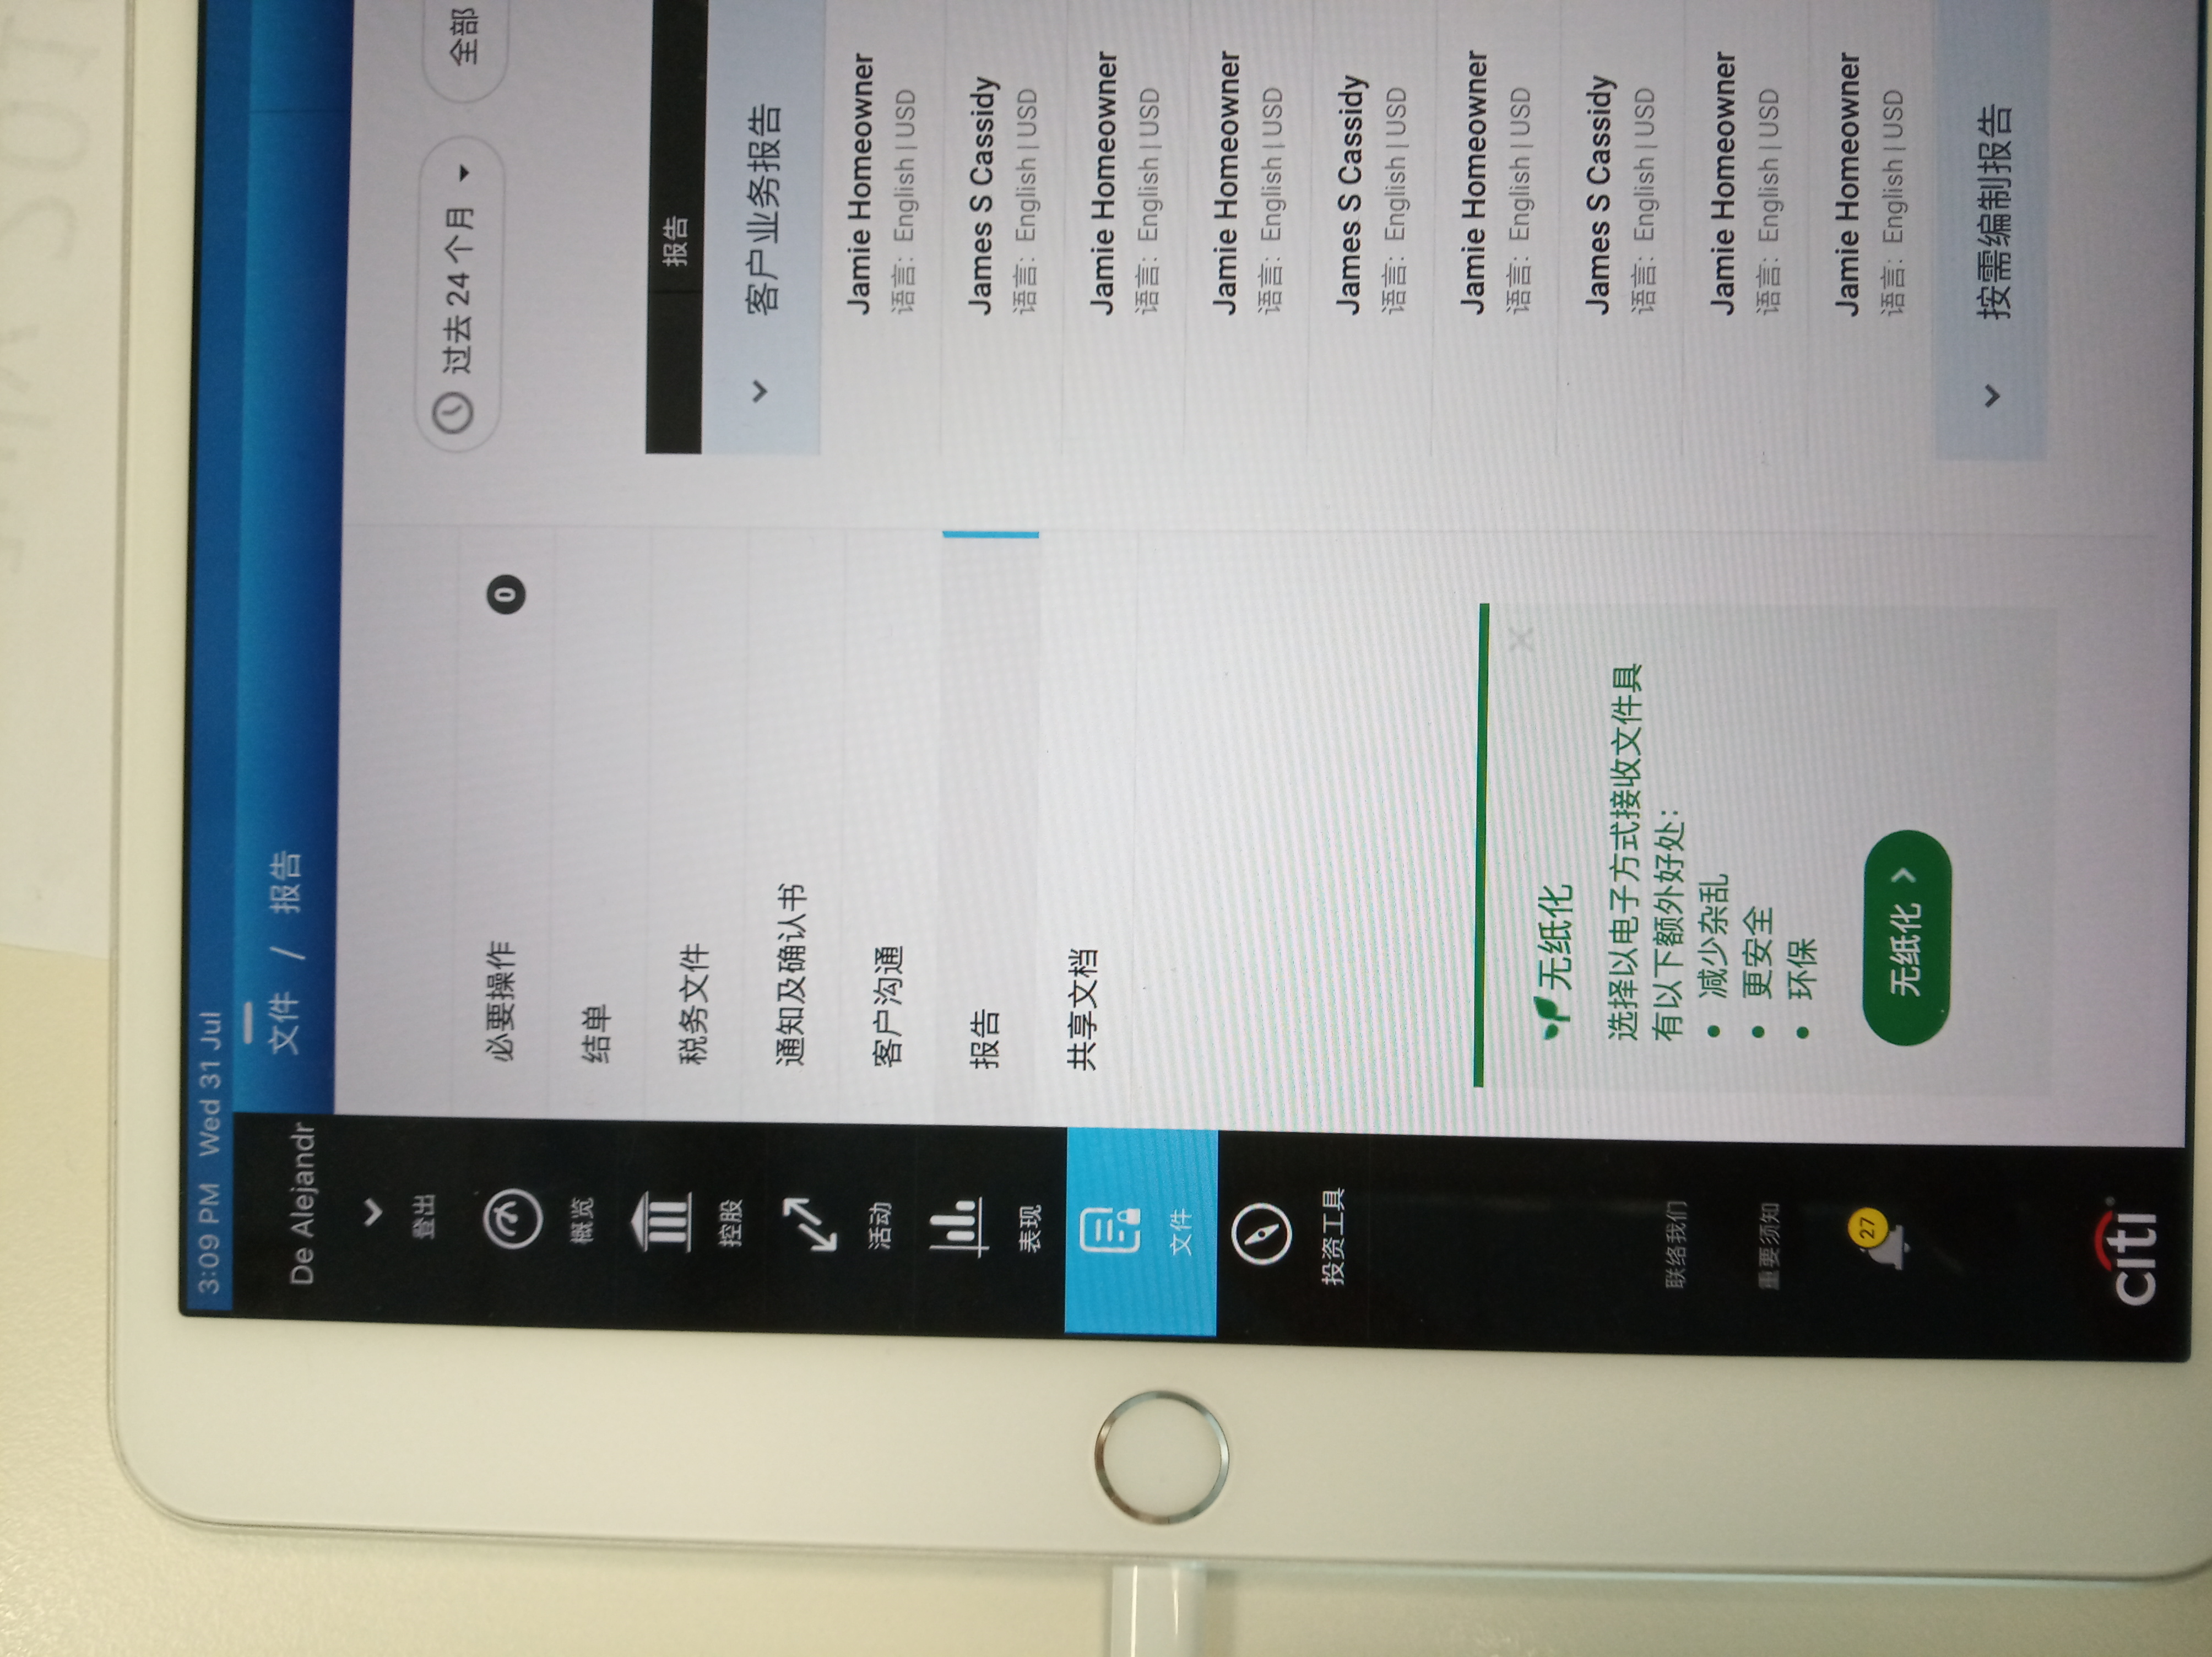 3:09 PM Wed 31 Jul
De Alejandr
登出
概览
控股
活动
表现
文件
投资工具
联络我们
重要须知
27
citi
文件 / 报告
必要操作 0
结单
税务文件
通知及确认书
客户沟通
报告
共享文档
无纸化
选择以电子方式接收文件具
有以下额外好处：
• 减少杂乱
• 更安全
• 环保
无纸化
过去 24 个月
全部
报告
客户业务报告
Jamie Homeowner
语言: English | USD
James S Cassidy
语言: English | USD
Jamie Homeowner
语言: English | USD
Jamie Homeowner
语言: English | USD
James S Cassidy
语言: English | USD
Jamie Homeowner
语言: English | USD
James S Cassidy
语言: English | USD
Jamie Homeowner
语言: English | USD
Jamie Homeowner
语言: English | USD
按需编制报告